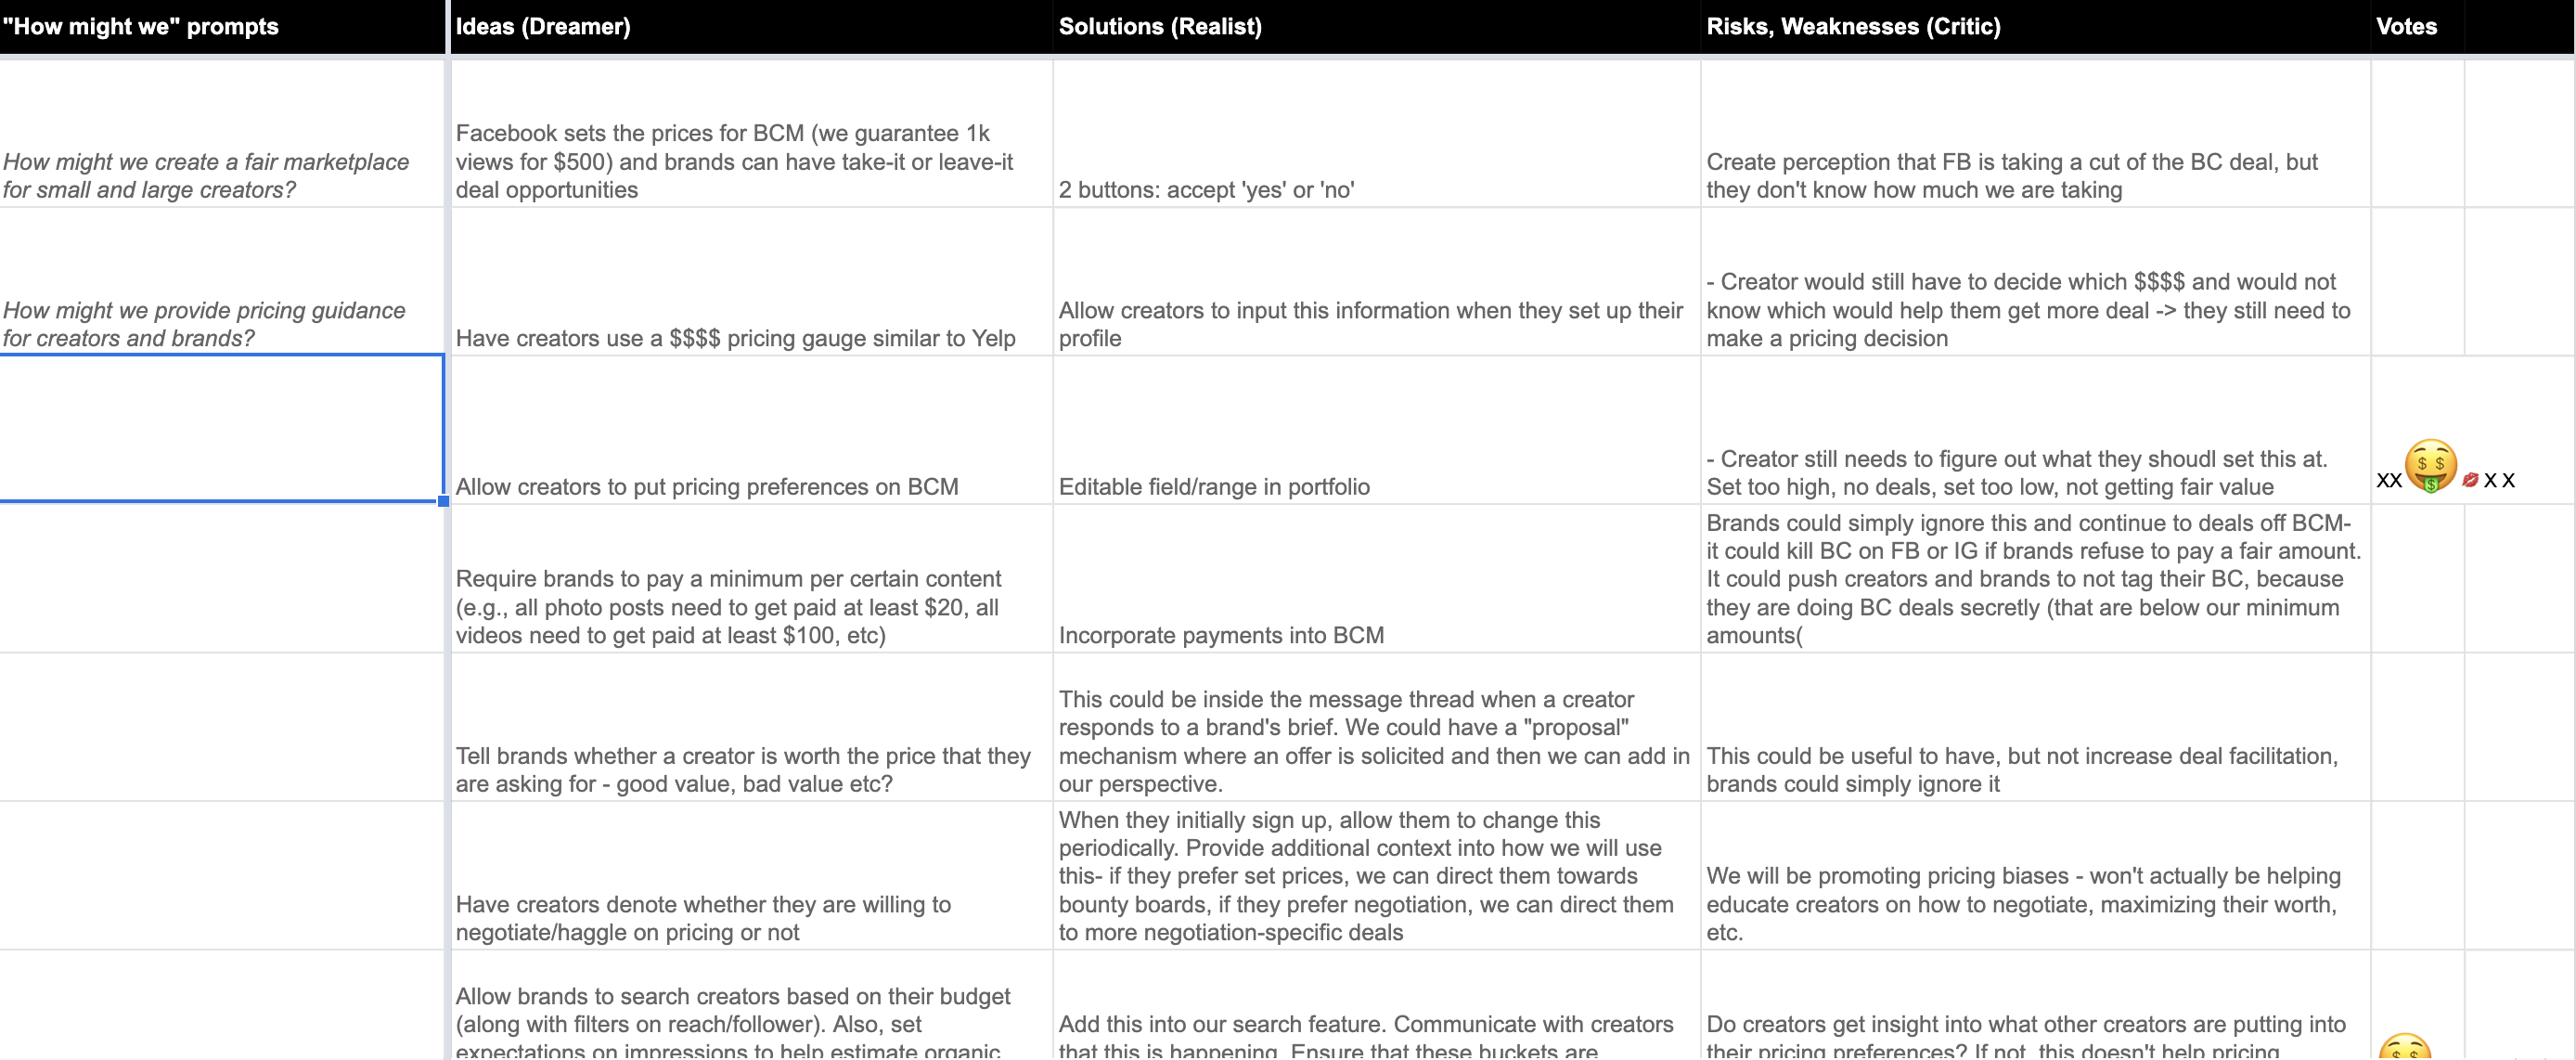 "How might we" prompts
Ideas (Dreamer)
Solutions (Realist)
Risks, Weaknesses (Critic)
Votes
How might we create a fair marketplace
for small and large creators?
Facebook sets the prices for BCM (we guarantee 1k
views for $500) and brands can have take-it or leave-it
deal opportunities
2 buttons: accept 'yes' or 'no'
Create perception that FB is taking a cut of the BC deal, but
they don't know how much we are taking
How might we provide pricing guidance
for creators and brands?
Have creators use a $$$$ pricing gauge similar to Yelp
Allow creators to input this information when they set up their
profile
- Creator would still have to decide which $$$$ and would not
know which would help them get more deal -> they still need to
make a pricing decision
Allow creators to put pricing preferences on BCM
Editable field/range in portfolio
- Creator still needs to figure out what they shoudl set this at.
Set too high, no deals, set too low, not getting fair value
xx🤑💋x x
Require brands to pay a minimum per certain content
(e.g., all photo posts need to get paid at least $20, all
videos need to get paid at least $100, etc)
Incorporate payments into BCM
Brands could simply ignore this and continue to deals off BCM-
it could kill BC on FB or IG if brands refuse to pay a fair amount.
It could push creators and brands to not tag their BC, because
they are doing BC deals secretly (that are below our minimum
amounts(
Tell brands whether a creator is worth the price that they
are asking for - good value, bad value etc?
This could be inside the message thread when a creator
responds to a brand's brief. We could have a "proposal"
mechanism where an offer is solicited and then we can add in
our perspective.
This could be useful to have, but not increase deal facilitation,
brands could simply ignore it
Have creators denote whether they are willing to
negotiate/haggle on pricing or not
When they initially sign up, allow them to change this
periodically. Provide additional context into how we will use
this- if they prefer set prices, we can direct them towards
bounty boards, if they prefer negotiation, we can direct them
to more negotiation-specific deals
We will be promoting pricing biases - won't actually be helping
educate creators on how to negotiate, maximizing their worth,
etc.
Allow brands to search creators based on their budget
(along with filters on reach/follower). Also, set
expectations on impressions to help estimate organic
Add this into our search feature. Communicate with creators
that this is happening. Ensure that these buckets are
Do creators get insight into what other creators are putting into
their pricing preferences? If not, this doesn't help pricing